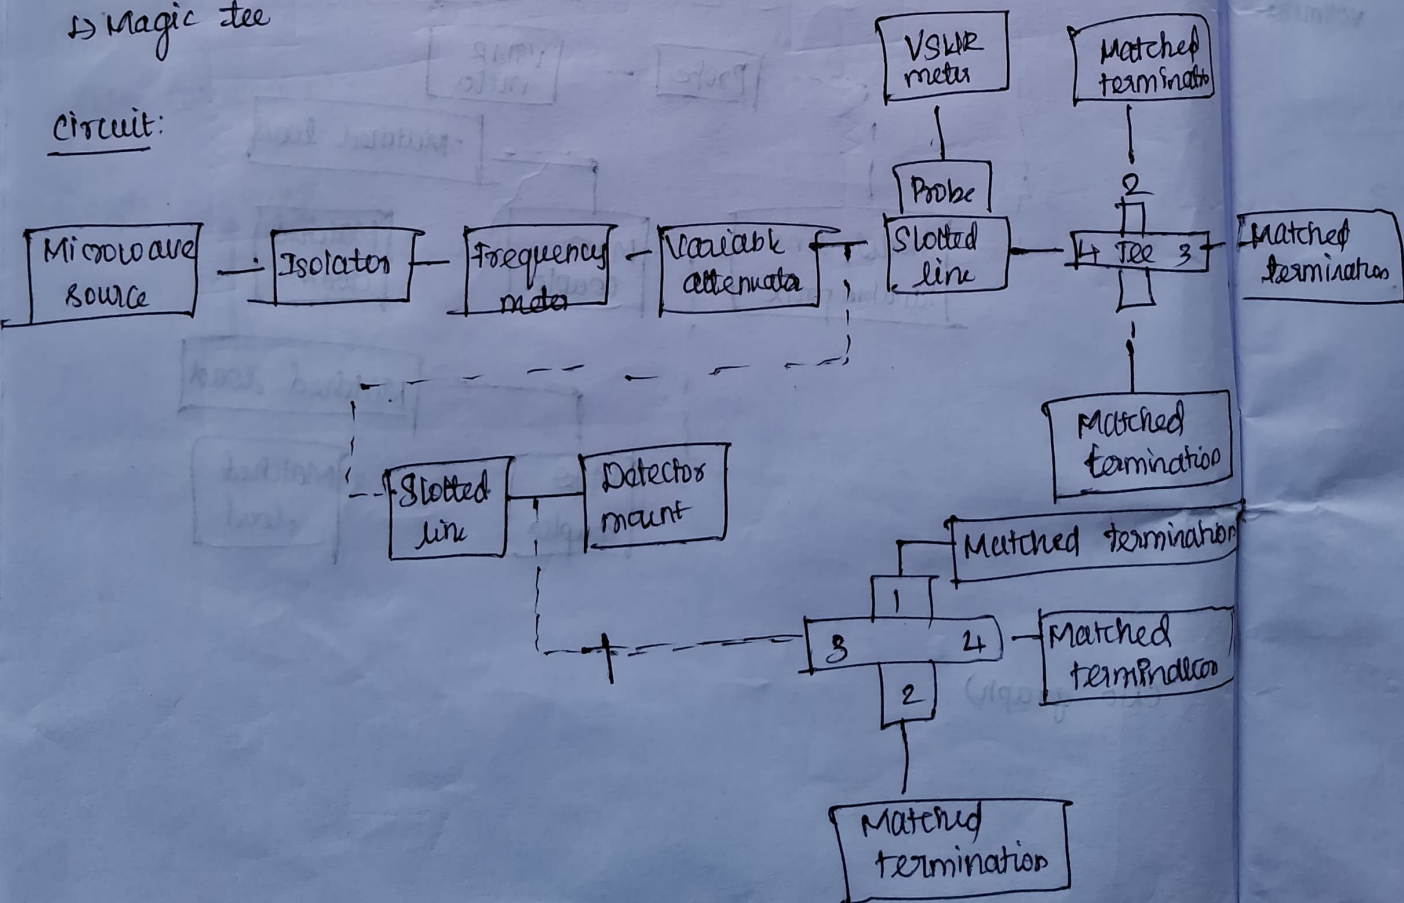 1) Magic tee
Circuit:
VSWR
meter
Matched
terminatio
Probe
2
Microwave
source
Isolator
Frequency
meter
Variable
attenuator
Slotted
line
4 Tee 3
Matched
termination
Matched
termination
Slotted
line
Detector
mount
Matched termination
1
3 4
Matched
termination
2
Matched
termination